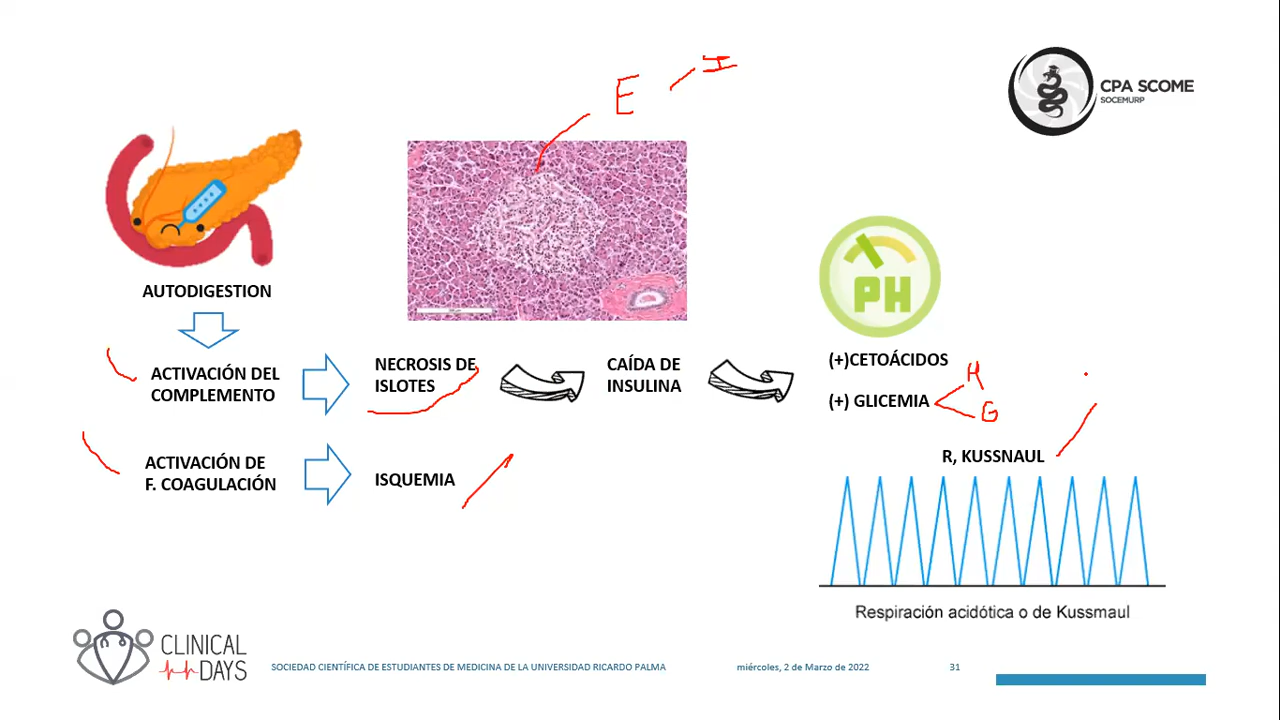 E
I
CPA SCOME
SOCEMURP
PH
AUTODIGESTION
ACTIVACIÓN DEL
COMPLEMENTO
NECROSIS DE
ISLOTES
CAÍDA DE
INSULINA
(+)CETOÁCIDOS
(+) GLICEMIA
H
G
ACTIVACIÓN DE
F. COAGULACIÓN
ISQUEMIA
R, KUSSNAUL
Respiración acidótica o de Kussmaul
CLINICAL
DAYS
SOCIEDAD CIENTÍFICA DE ESTUDIANTES DE MEDICINA DE LA UNIVERSIDAD RICARDO PALMA
miércoles, 2 de Marzo de 2022
31